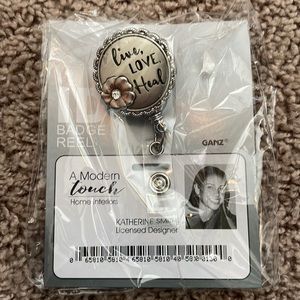 Live,
LOVE,
Heal
BADGE
REEL
GANZ
A Modern
touch
Home Interiors
KATHERINE SMITH
Licensed Designer